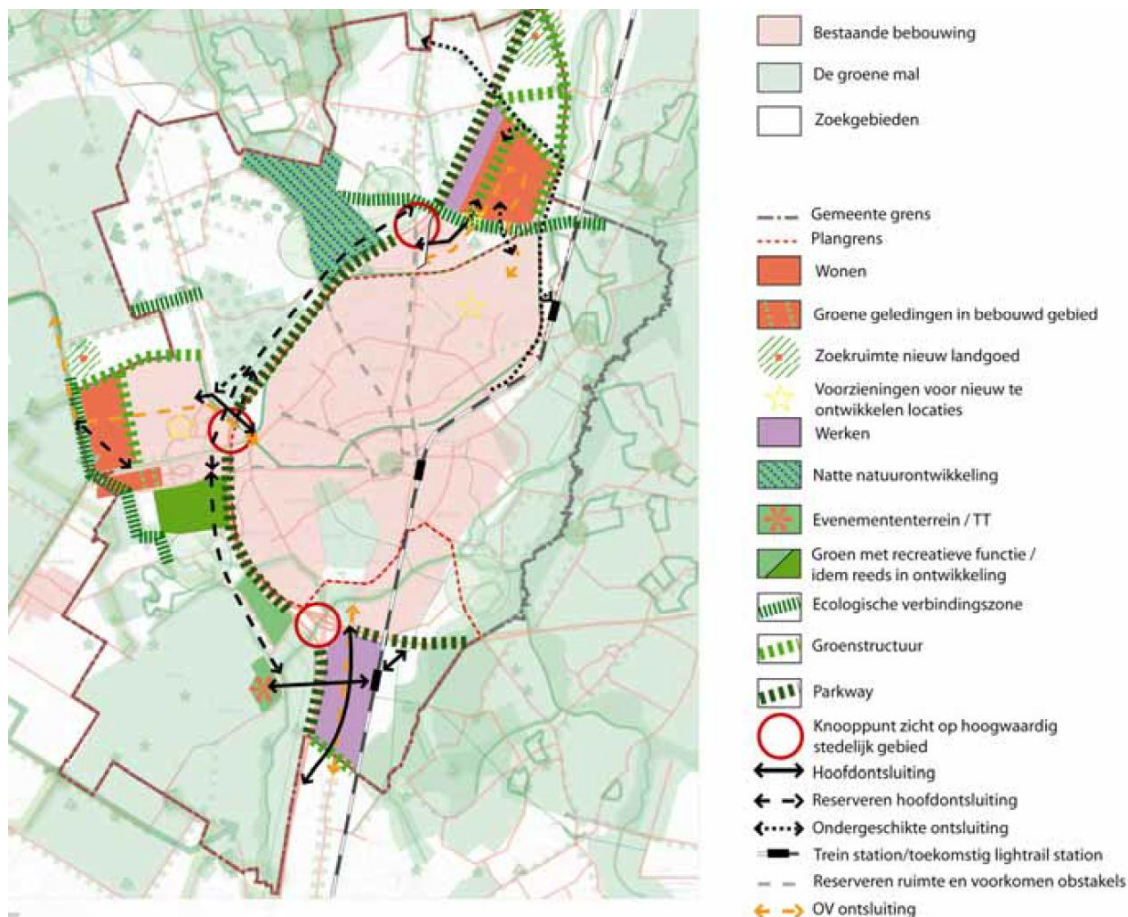 Bestaande bebouwing
De groene mal
Zoekgebieden
Gemeente grens
Plangrens
Wonen
Groene geledingen in bebouwd gebied
Zoekruimte nieuw landgoed
Voorzieningen voor nieuw te
ontwikkelen locaties
Werken
Natte natuurontwikkeling
Evenemententerrein / TT
Groen met recreatieve functie /
idem reeds in ontwikkeling
Ecologische verbindingszone
Groenstructuur
Parkway
Knooppunt zicht op hoogwaardig
stedelijk gebied
Hoofdontsluiting
Reserveren hoofdontsluiting
Ondergeschikte ontsluiting
Trein station/toekomstig lightrail station
Reserveren ruimte en voorkomen obstakels
OV ontsluiting